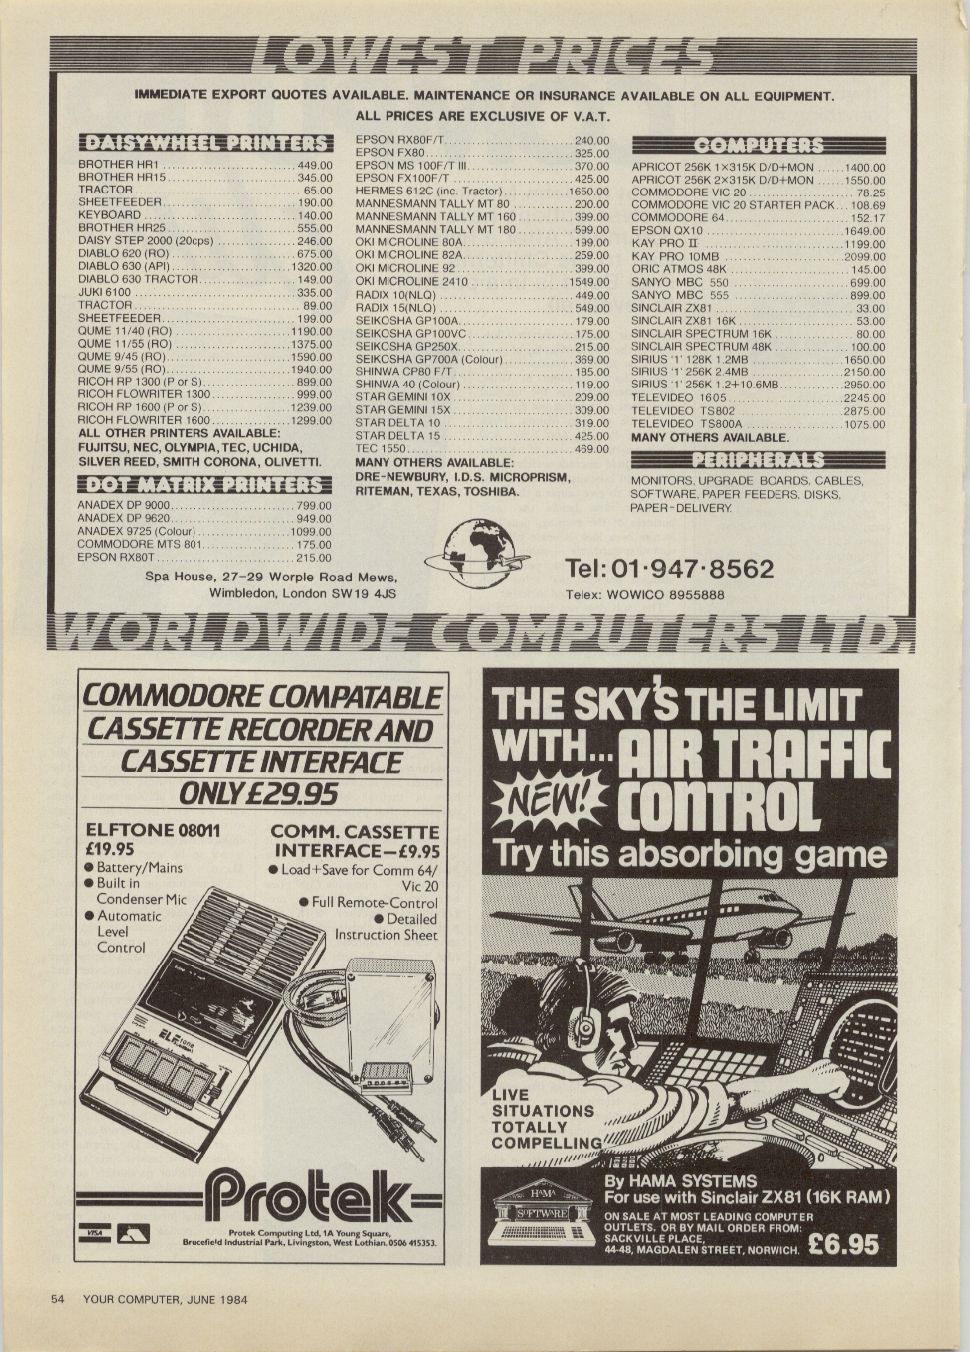 LOWEST PRICES
IMMEDIATE EXPORT QUOTES AVAILABLE. MAINTENANCE OR INSURANCE AVAILABLE ON ALL EQUIPMENT.
ALL PRICES ARE EXCLUSIVE OF V.A.T.
DAISYWHEEL PRINTERS
BROTHER HR1 449.00
BROTHER HR15 345.00
TRACTOR 65.00
SHEETFEEDER 190.00
KEYBOARD 140.00
BROTHER HR25 555.00
DAISY STEP 2000 (20cps) 246.00
DIABLO 620 (RO) 675.00
DIABLO 630 (API) 1320.00
DIABLO 630 TRACTOR 149.00
JUKI 6100 335.00
TRACTOR 89.00
SHEETFEEDER 199.00
QUME 11/40 (RO) 1190.00
QUME 11/55 (RO) 1375.00
QUME 9/45 (RO) 1590.00
QUME 9/55 (RO) 1940.00
RICOH RP 1300 (P or S) 899.00
RICOH FLOWRITER 1300 999.00
RICOH RP 1600 (P or S) 1239.00
RICOH FLOWRITER 1600 1299.00
ALL OTHER PRINTERS AVAILABLE:
FUJITSU, NEC, OLYMPIA, TEC, UCHIDA,
SILVER REED, SMITH CORONA, OLIVETTI.
DOT MATRIX PRINTERS
ANADEX DP 9000 799.00
ANADEX DP 9620 949.00
ANADEX 9725 (Colour) 1099.00
COMMODORE MTS 801 175.00
EPSON RX80T 215.00
EPSON RX80F/T 240.00
EPSON FX80 325.00
EPSON MS 100F/T III 370.00
EPSON FX100F/T 425.00
HERMES 612C (inc. Tractor) 1650.00
MANNESMANN TALLY MT 80 200.00
MANNESMANN TALLY MT 160 399.00
MANNESMANN TALLY MT 180 599.00
OKI MICROLINE 80A 199.00
OKI MICROLINE 82A 259.00
OKI MICROLINE 92 399.00
OKI MICROLINE 2410 1549.00
RADIX 10(NLQ) 449.00
RADIX 15(NLQ) 549.00
SEIKOSHA GP100A 179.00
SEIKOSHA GP100VC 175.00
SEIKOSHA GP250X 215.00
SEIKOSHA GP700A (Colour) 369.00
SHINWA CP80 F/T 185.00
SHINWA 40 (Colour) 119.00
STAR GEMINI 10X 209.00
STAR GEMINI 15X 309.00
STAR DELTA 10 319.00
STAR DELTA 15 425.00
TEC 1550 459.00
MANY OTHERS AVAILABLE:
DRE-NEWBURY, I.D.S. MICROPRISM,
RITEMAN, TEXAS, TOSHIBA.
COMPUTERS
APRICOT 256K 1×315K D/D+MON 1400.00
APRICOT 256K 2×315K D/D+MON 1550.00
COMMODORE VIC 20 78.25
COMMODORE VIC 20 STARTER PACK 108.69
COMMODORE 64 152.17
EPSON QX10 1649.00
KAY PRO II 1199.00
KAY PRO 10MB 2099.00
ORIC ATMOS 48K 145.00
SANYO MBC 550 699.00
SANYO MBC 555 899.00
SINCLAIR ZX81 33.00
SINCLAIR ZX81 16K 53.00
SINCLAIR SPECTRUM 16K 80.00
SINCLAIR SPECTRUM 48K 100.00
SIRIUS '1' 128K 1.2MB 1650.00
SIRIUS '1' 256K 2.4MB 2150.00
SIRIUS '1' 256K 1.2+10.6MB 2950.00
TELEVIDEO 1605 2245.00
TELEVIDEO TS802 2875.00
TELEVIDEO TS800A 1075.00
MANY OTHERS AVAILABLE.
PERIPHERALS
MONITORS, UPGRADE BOARDS, CABLES,
SOFTWARE, PAPER FEEDERS, DISKS,
PAPER-DELIVERY.
Spa House, 27-29 Worple Road Mews,
Wimbledon, London SW19 4JS
Tel: 01·947·8562
Telex: WOWICO 8955888
WORLDWIDE COMPUTERS LTD.
COMMODORE COMPATABLE
CASSETTE RECORDER AND
CASSETTE INTERFACE
ONLY £29.95
ELFTONE 08011
£19.95
● Battery/Mains
● Built in
Condenser Mic
● Automatic
Level
Control
COMM. CASSETTE
INTERFACE—£9.95
● Load+Save for Comm 64/
Vic 20
● Full Remote-Control
● Detailed
Instruction Sheet
ELFtone
Protek
VISA
Protek Computing Ltd, 1A Young Square,
Brucefield Industrial Park, Livingston, West Lothian. 0506 415353.
THE SKY'S THE LIMIT
WITH... AIR TRAFFIC
NEW! CONTROL
Try this absorbing game
LIVE
SITUATIONS
TOTALLY
COMPELLING
HAMA
SOFTWARE
By HAMA SYSTEMS
For use with Sinclair ZX81 (16K RAM)
ON SALE AT MOST LEADING COMPUTER
OUTLETS, OR BY MAIL ORDER FROM:
SACKVILLE PLACE,
44-48, MAGDALEN STREET, NORWICH. £6.95
54 YOUR COMPUTER, JUNE 1984